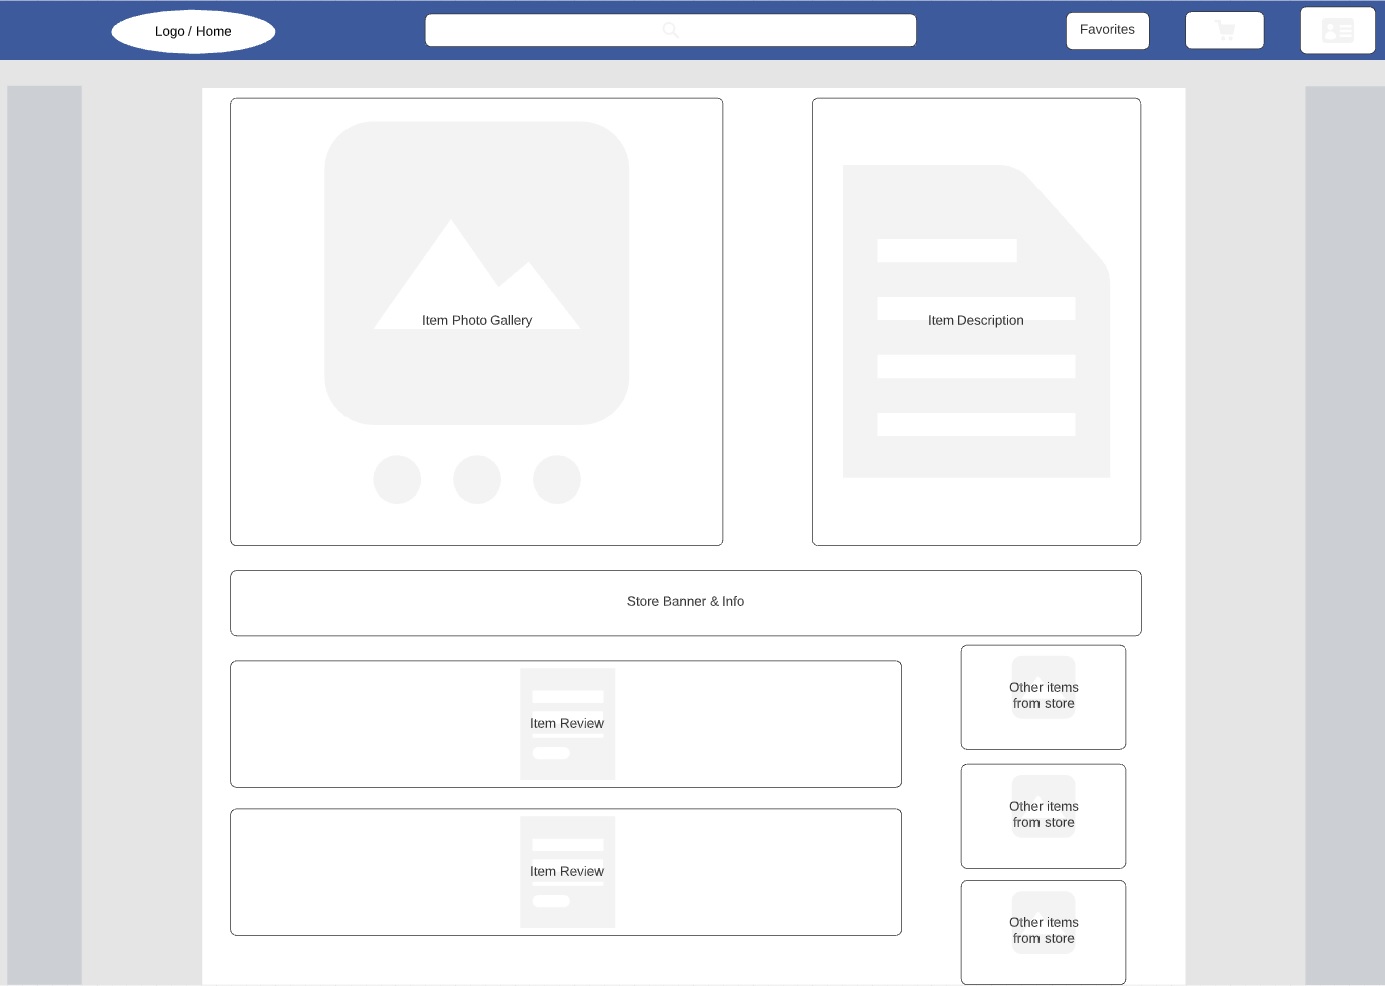 Logo / Home
Favorites
Item Photo Gallery
Item Description
Store Banner & Info
Item Review
Other items
from store
Other items
from store
Item Review
Other items
from store